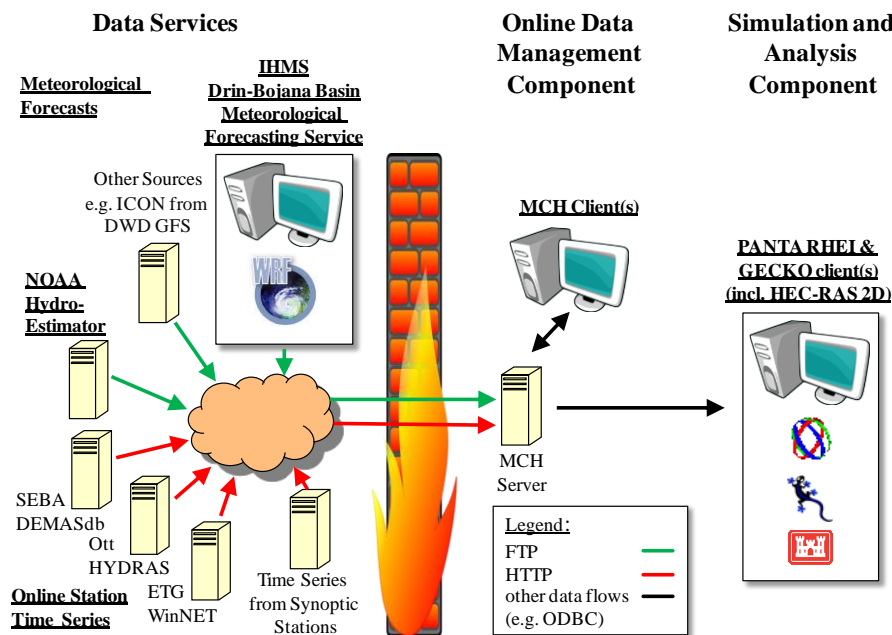 Data Services
Online Data
Management
Component
Simulation and
Analysis
Component
Meteorological
Forecasts
IHMS
Drin-Bojana Basin
Meteorological
Forecasting Service
Other Sources
e.g. ICON from
DWD GFS
WRF
NOAA
Hydro-
Estimator
MCH Client(s)
PANTA RHEI &
GECKO client(s)
(incl. HEC-RAS 2D)
MCH
Server
SEBA
DEMASdb
Ott
HYDRAS
ETG
WinNET
Time Series
from Synoptic
Stations
Online Station
Time Series
Legend:
FTP
HTTP
other data flows
(e.g. ODBC)